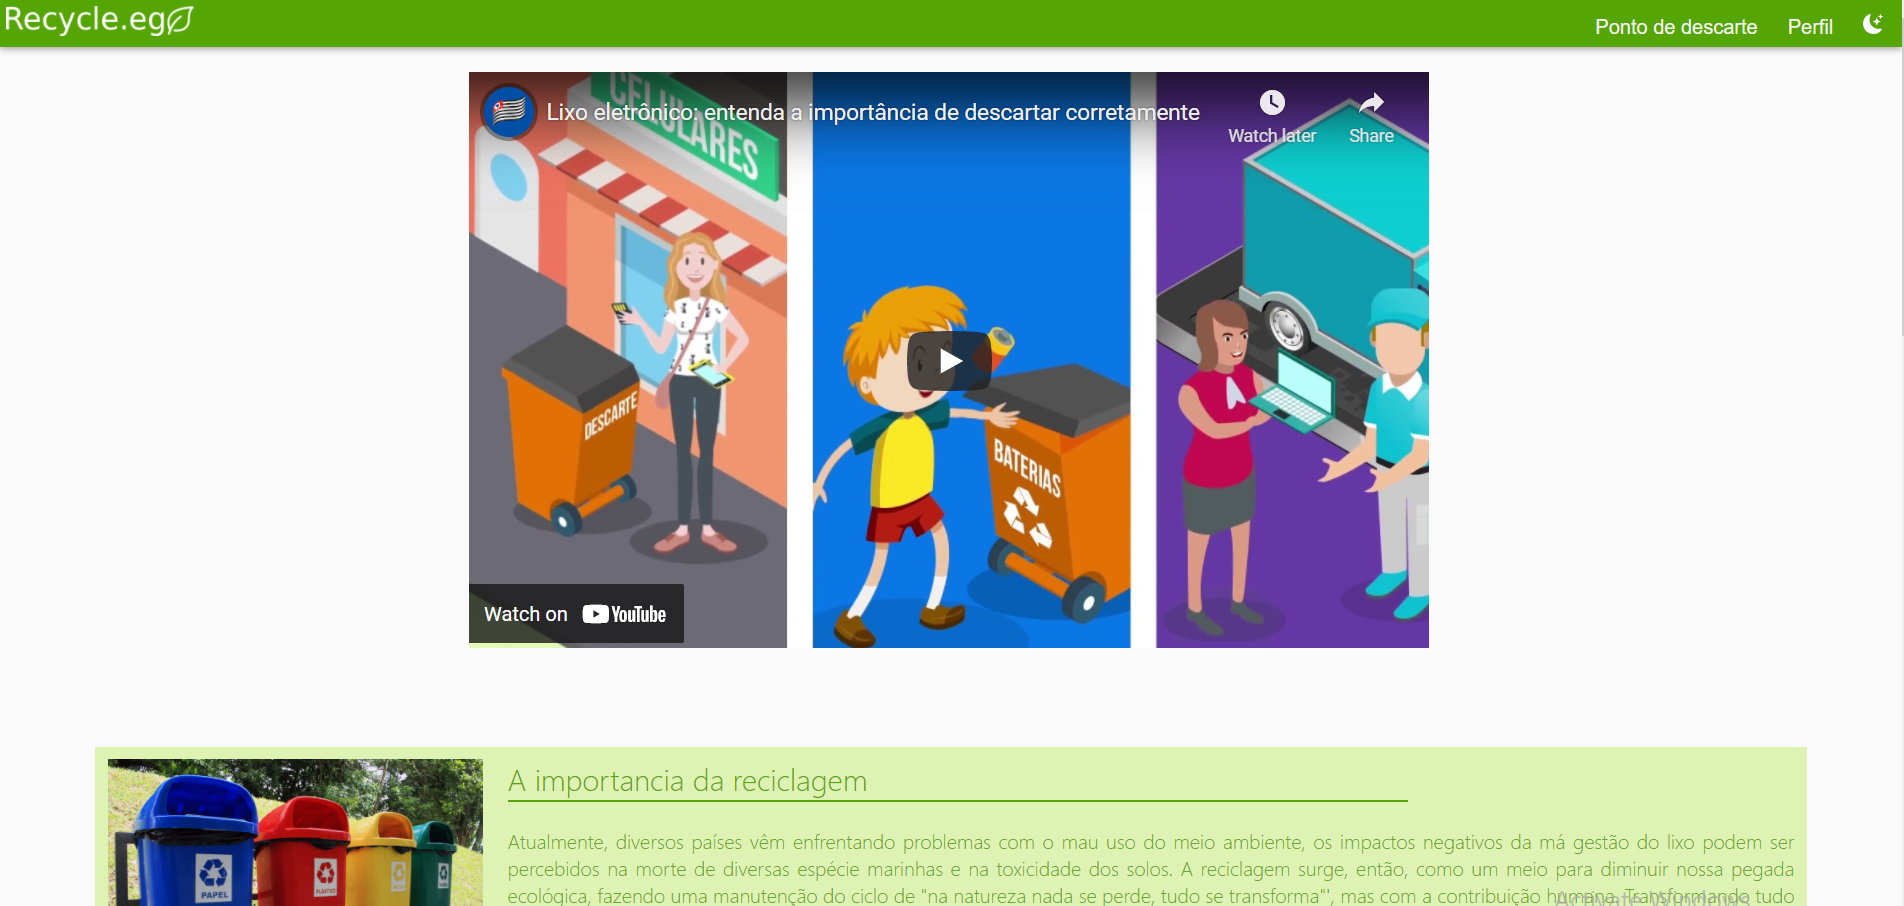 Recycle.eg
Ponto de descarte Perfil
CELULARES
Lixo eletrônico: entenda a importância de descartar corretamente
Watch later Share
DESCARTE
BATERIAS
Watch on YouTube
A importancia da reciclagem
Atualmente, diversos países vêm enfrentando problemas com o mau uso do meio ambiente, os impactos negativos da má gestão do lixo podem ser
percebidos na morte de diversas espécie marinhas e na toxicidade dos solos. A reciclagem surge, então, como um meio para diminuir nossa pegada
ecológica, fazendo uma manutenção do ciclo de "na natureza nada se perde, tudo se transforma"', mas com a contribuição humana. Transformando tudo
PAPEL
PLÁSTICO
Activate Windows